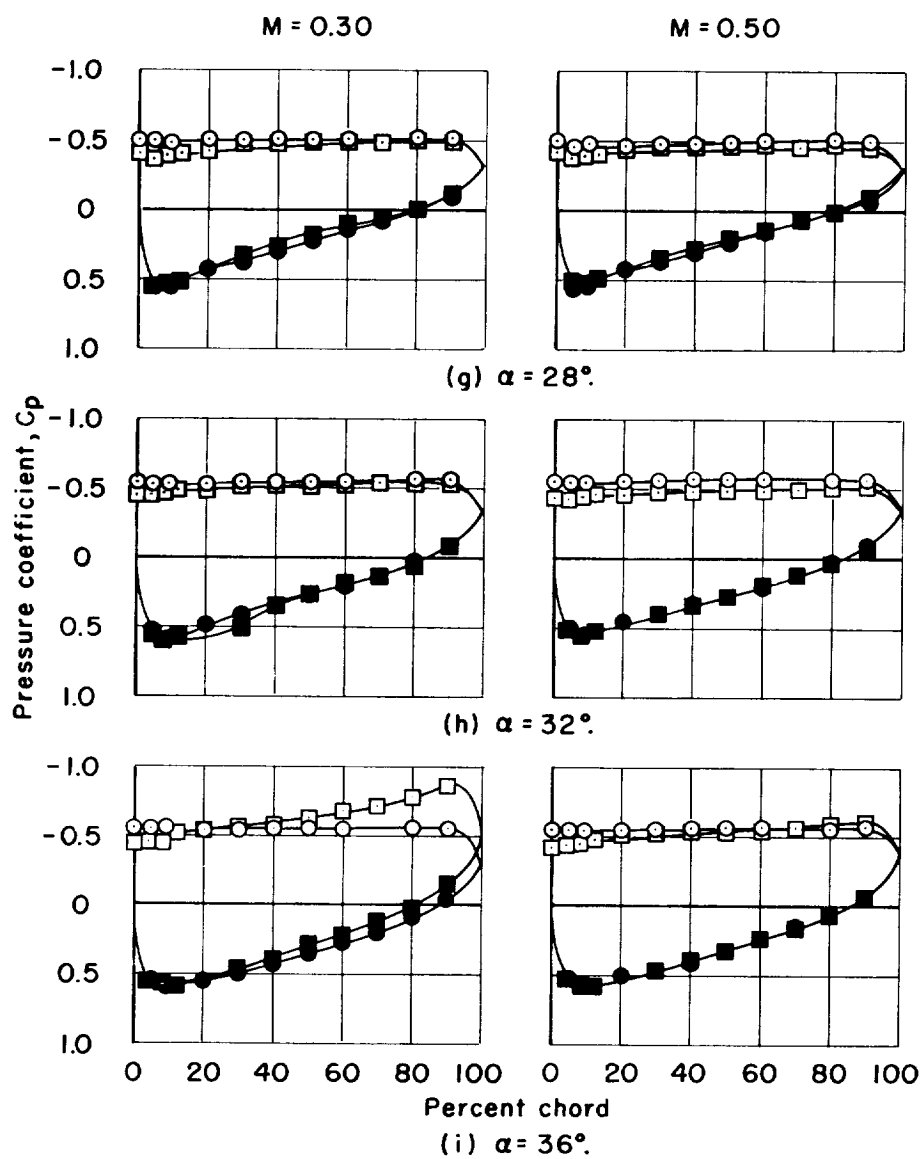 M = 0.30 M = 0.50
-1.0
-0.5
0
0.5
1.0
(g) α = 28°.
-1.0
-0.5
0
0.5
1.0
Pressure coefficient, Cp
(h) α = 32°.
-1.0
-0.5
0
0.5
1.0
0 20 40 60 80 100 0 20 40 60 80 100
Percent chord
(i) α = 36°.